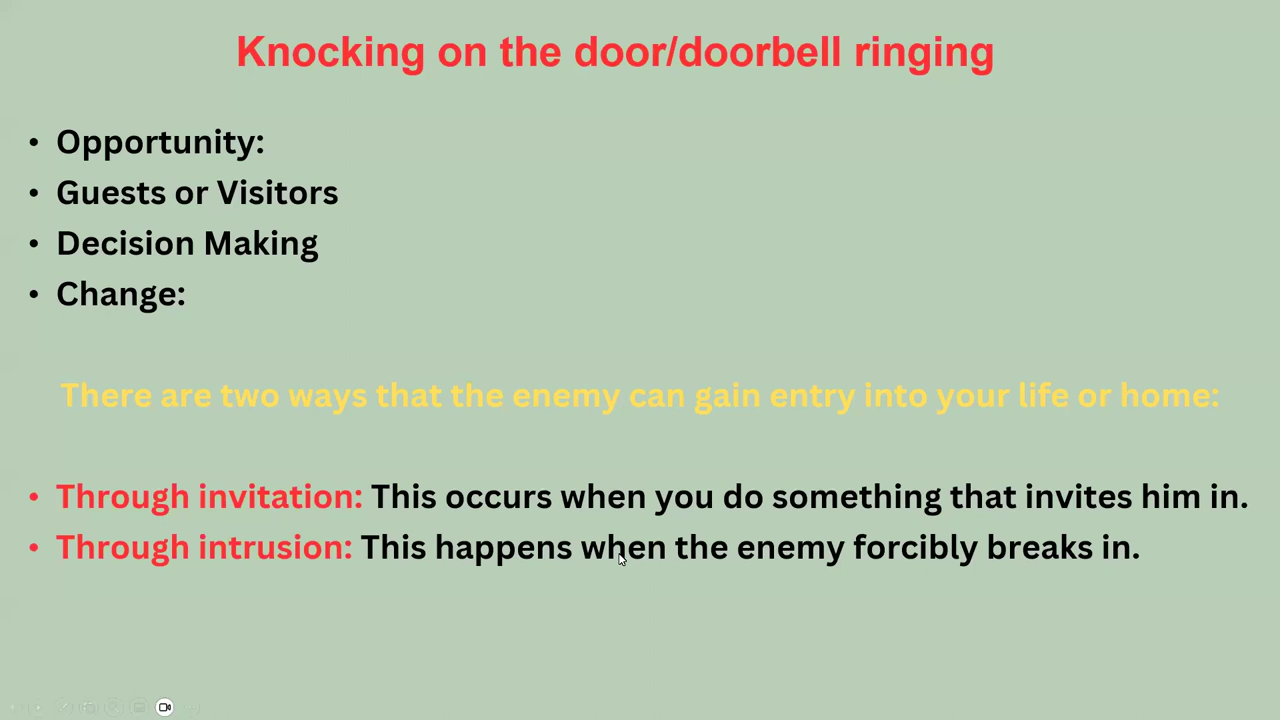 Knocking on the door/doorbell ringing
• Opportunity:
• Guests or Visitors
• Decision Making
• Change:
There are two ways that the enemy can gain entry into your life or home:
• Through invitation: This occurs when you do something that invites him in.
• Through intrusion: This happens when the enemy forcibly breaks in.